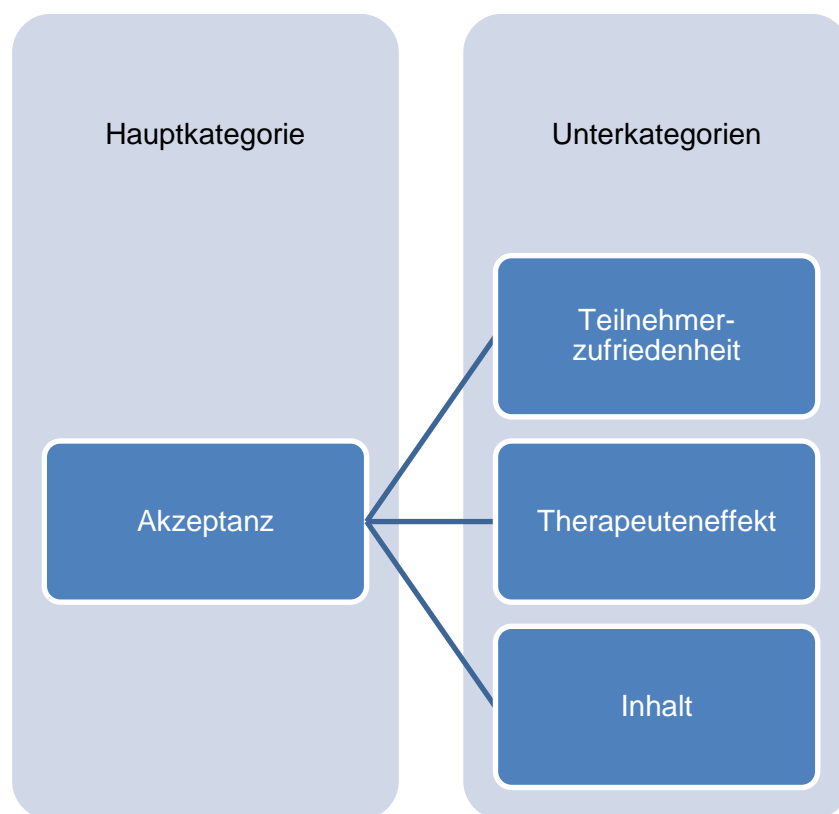 Hauptkategorie
Unterkategorien
Akzeptanz
Teilnehmer-
zufriedenheit
Therapeuteneffekt
Inhalt